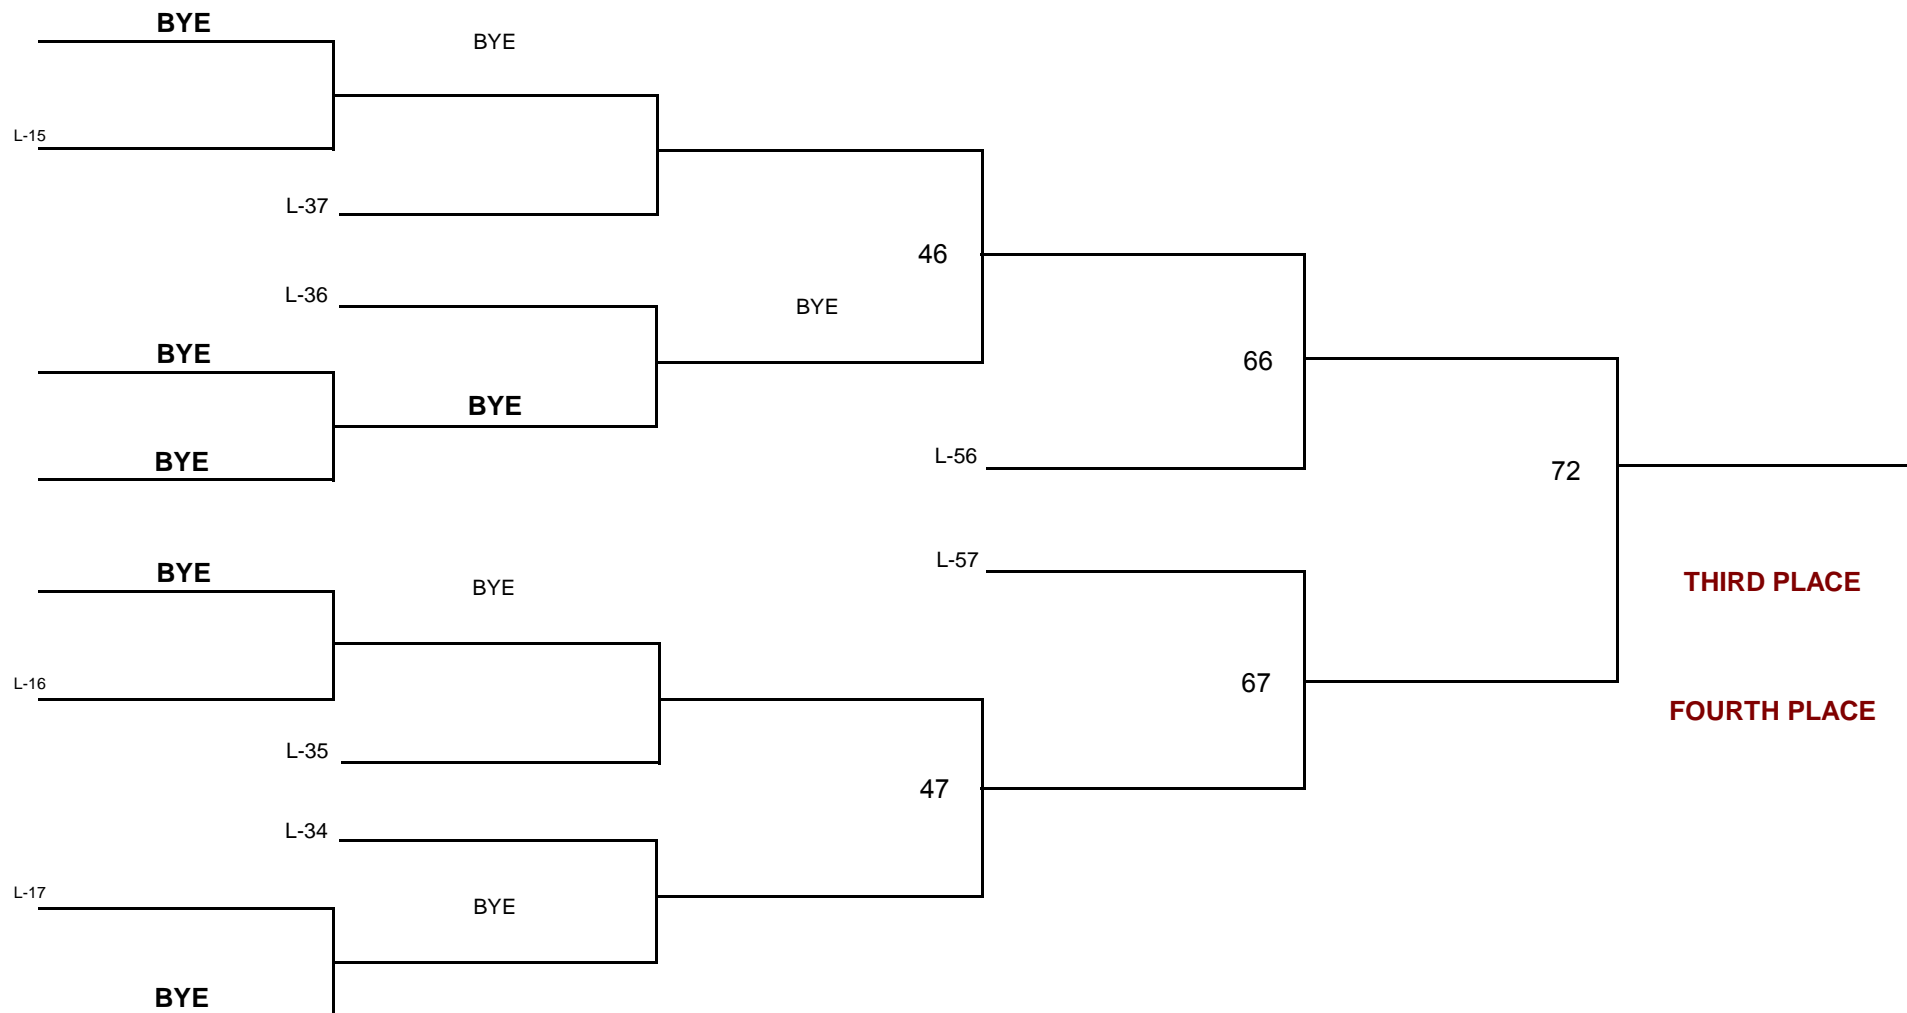 BYE
BYE
L-15
L-37
46
L-36
BYE
BYE
66
BYE
L-56
BYE
72
L-57
BYE
BYE
THIRD PLACE
L-16
67
FOURTH PLACE
L-35
47
L-34
L-17
BYE
BYE